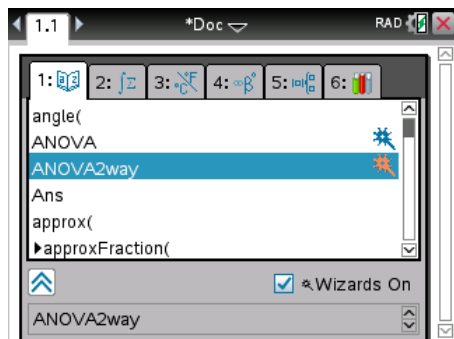 1.1 *Doc RAD
1: 2: ∫Σ 3: °C°F 4: ∞β° 5: 6:
angle(
ANOVA
ANOVA2way
Ans
approx(
▶approxFraction(
Wizards On
ANOVA2way